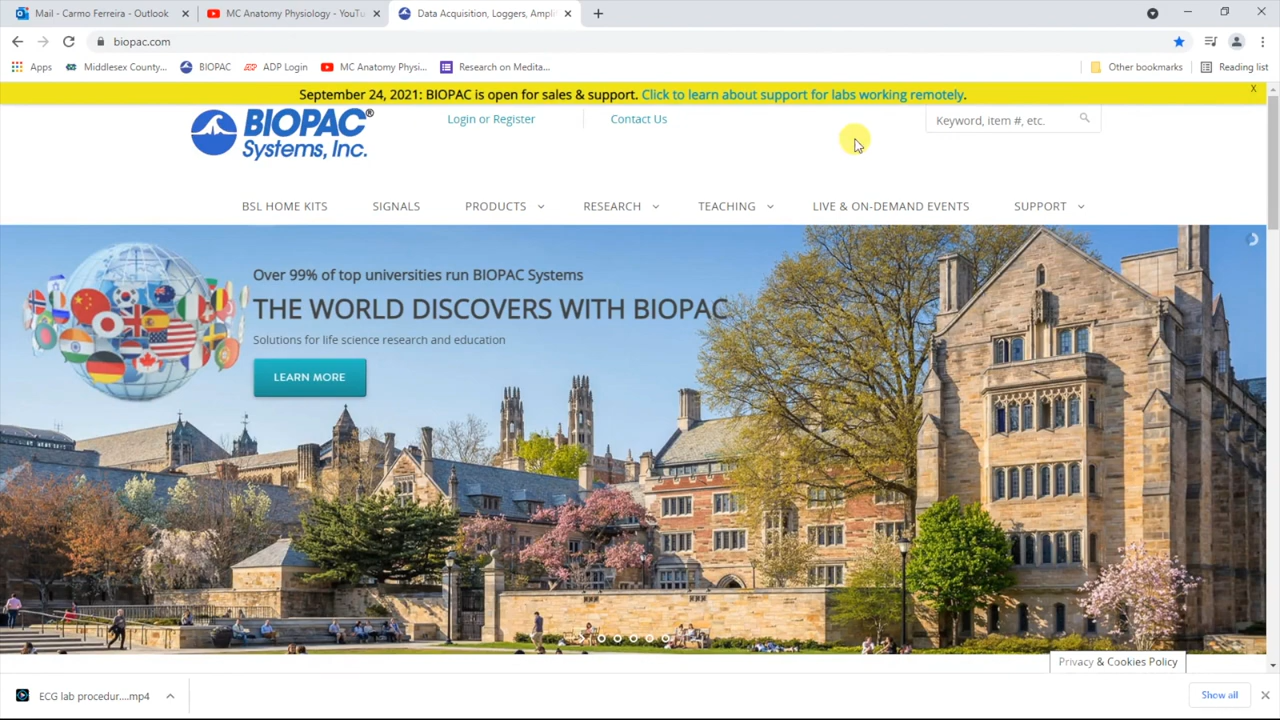 Mail - Carmo Ferreira - Outlook
MC Anatomy Physiology - YouTu
Data Acquisition, Loggers, Ampli
biopac.com
Apps
Middlesex County...
BIOPAC
ADP Login
MC Anatomy Physi...
Research on Medita...
Other bookmarks
Reading list
September 24, 2021: BIOPAC is open for sales & support. Click to learn about support for labs working remotely.
X
BIOPAC®
Systems, Inc.
Login or Register
Contact Us
Keyword, item #, etc.
BSL HOME KITS
SIGNALS
PRODUCTS
RESEARCH
TEACHING
LIVE & ON-DEMAND EVENTS
SUPPORT
Over 99% of top universities run BIOPAC Systems
THE WORLD DISCOVERS WITH BIOPAC
Solutions for life science research and education
LEARN MORE
Privacy & Cookies Policy
ECG lab procedur....mp4
Show all